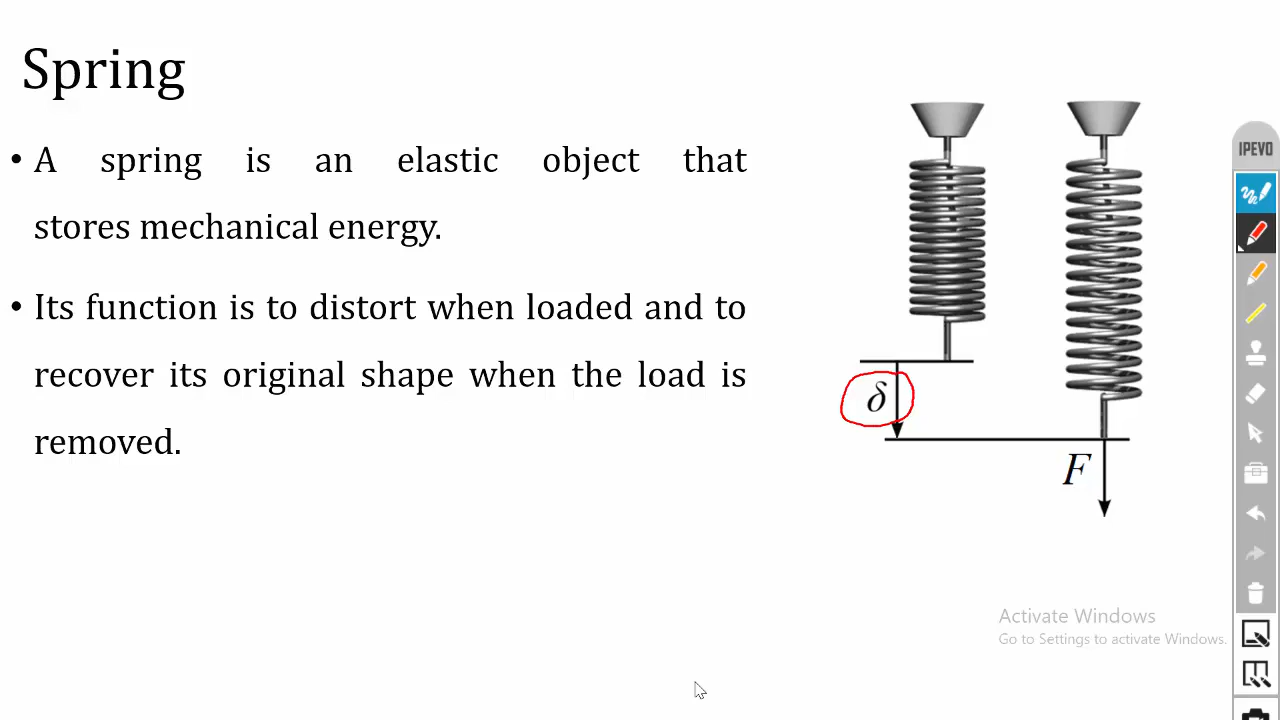 Spring
• A spring is an elastic object that
stores mechanical energy.
• Its function is to distort when loaded and to
recover its original shape when the load is
removed.
δ
F
IPEVO
Activate Windows
Go to Settings to activate Windows.